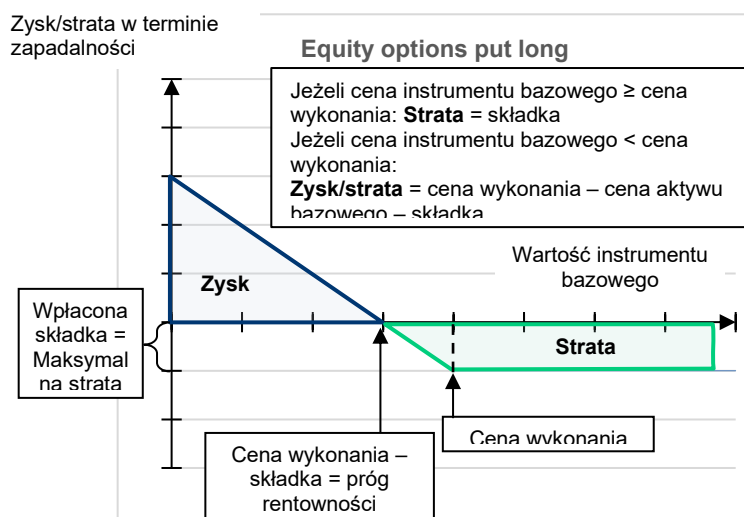 Zysk/strata w terminie
zapadalności
Equity options put long
Jeżeli cena instrumentu bazowego ≥ cena
wykonania: Strata = składka
Jeżeli cena instrumentu bazowego < cena
wykonania:
Zysk/strata = cena wykonania – cena aktywu
bazowego – składka
Wartość instrumentu
bazowego
Zysk
Wpłacona
składka =
Maksymal
na strata
Strata
Cena wykonania –
składka = próg
rentowności
Cena wykonania